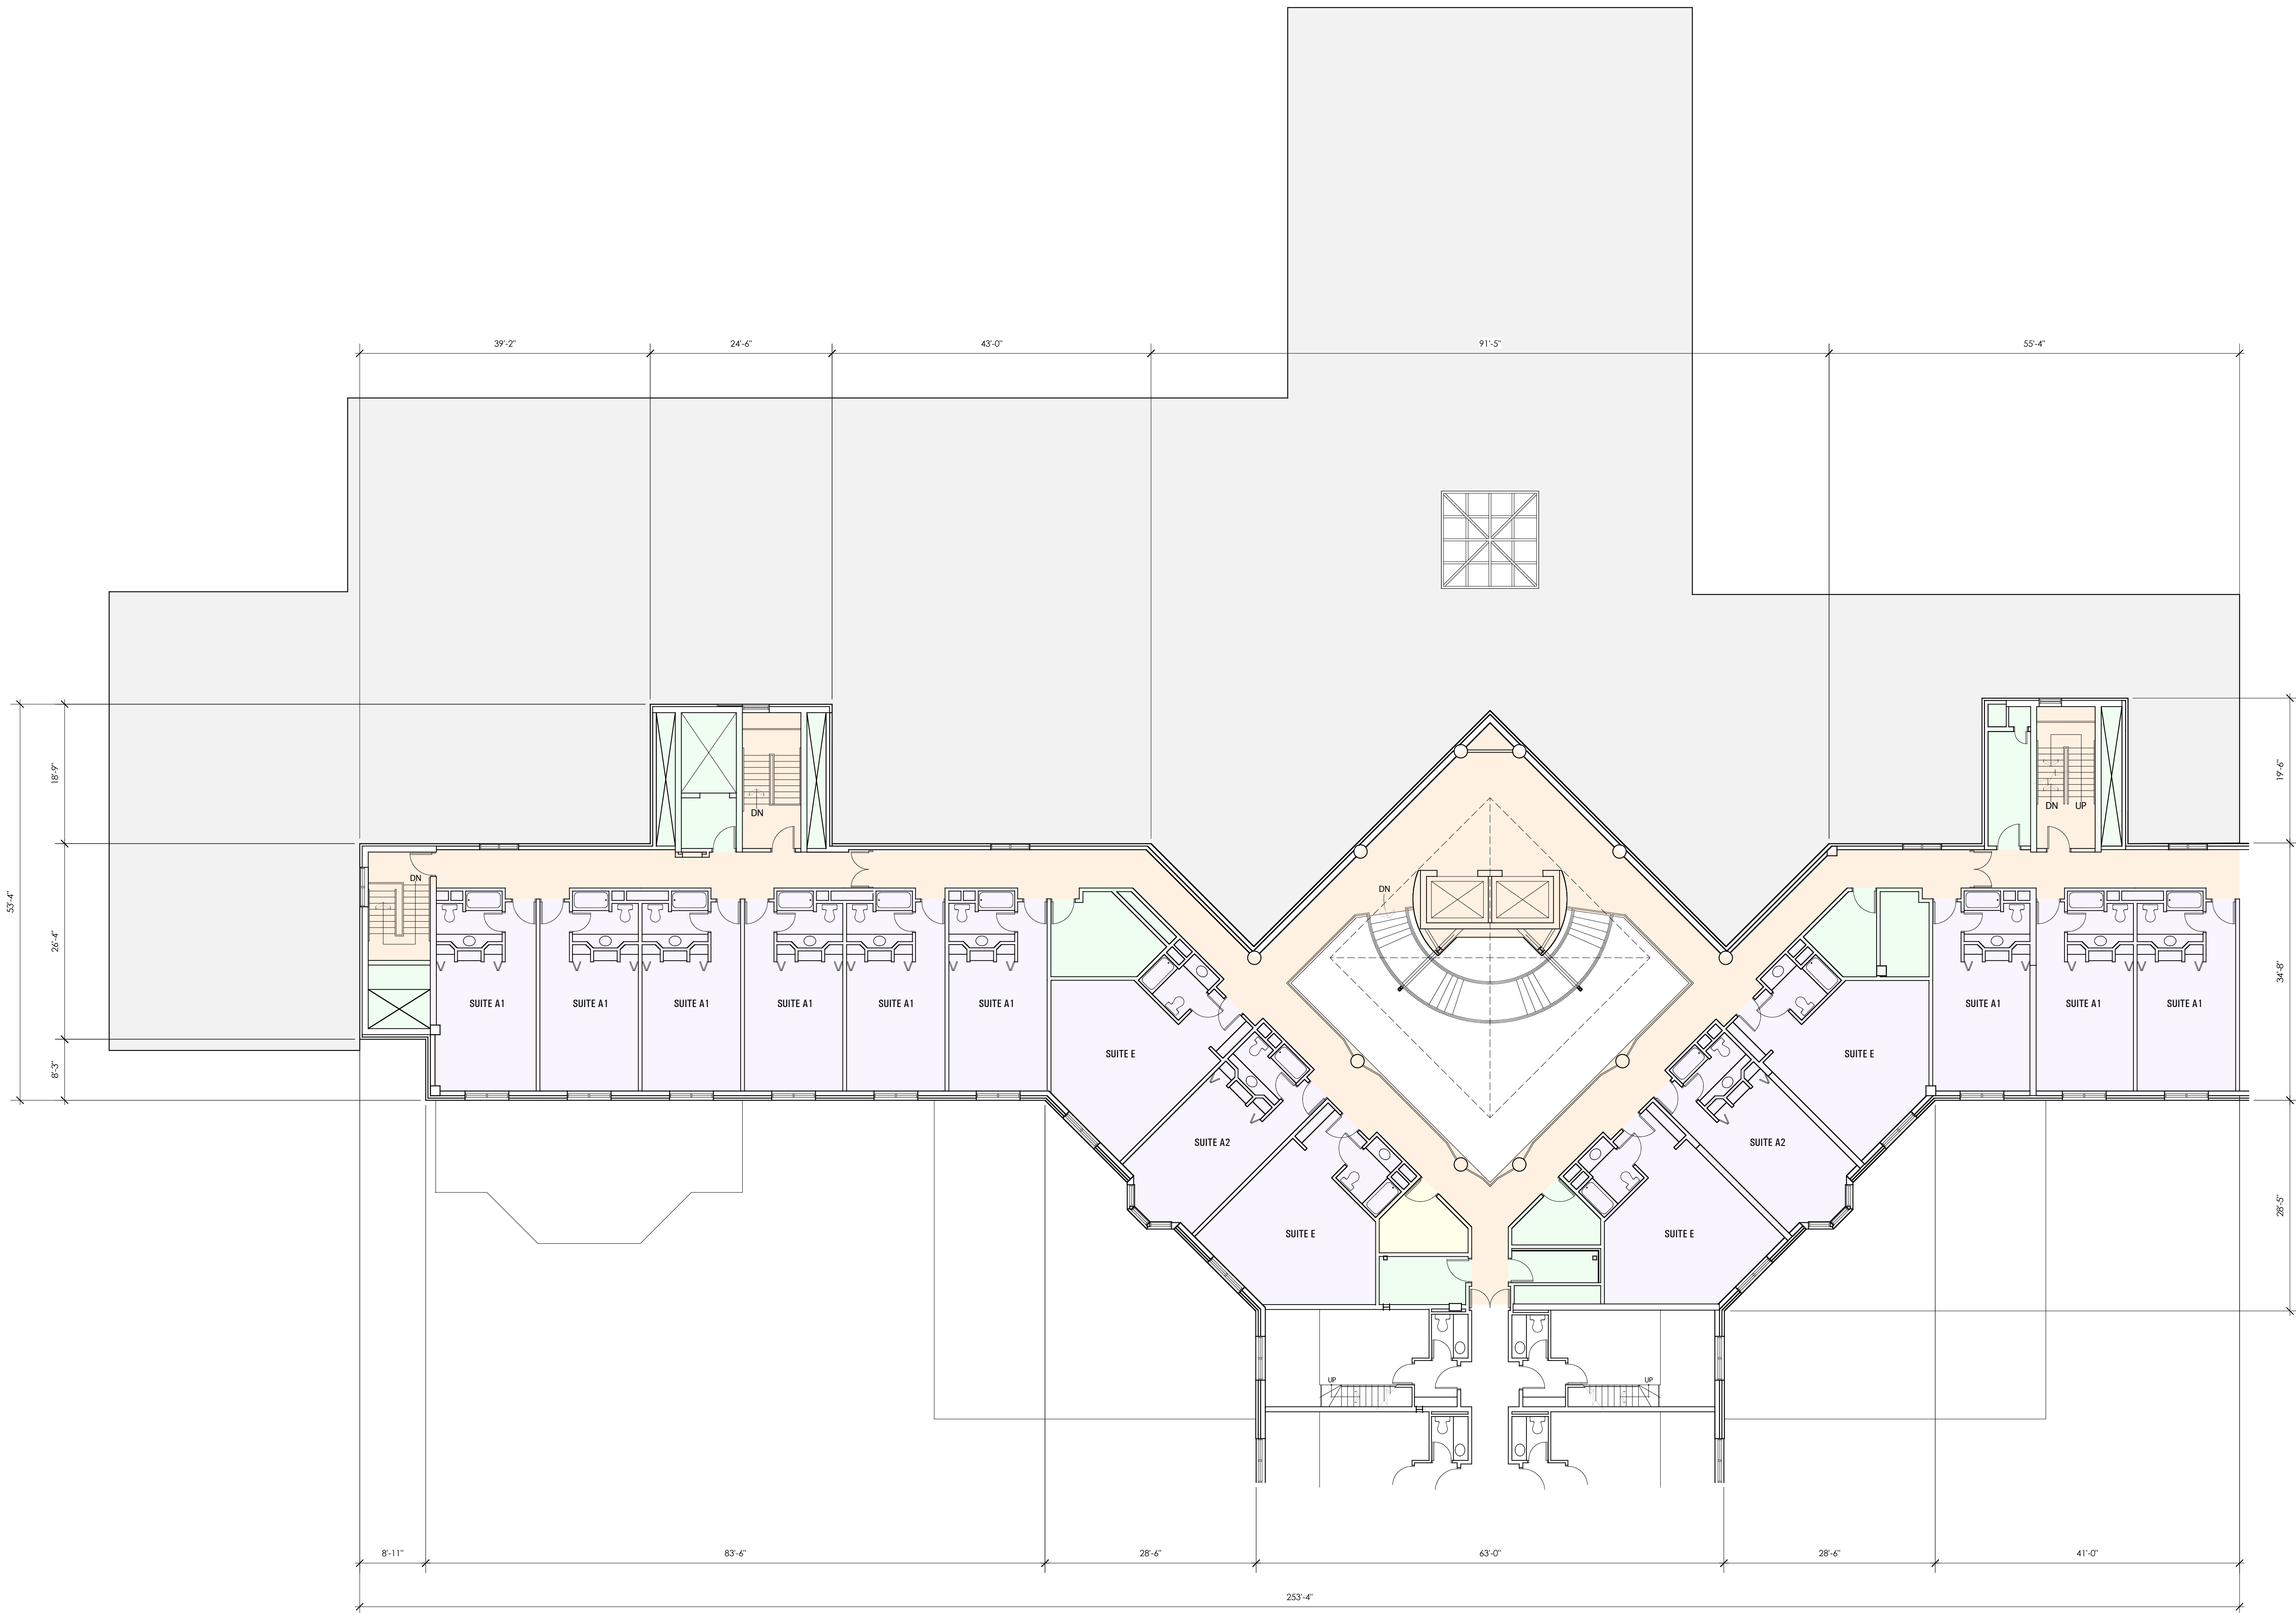 39'-2" 24'-6" 43'-0" 91'-5" 55'-4"
18'-9"
19'-6"
DN
DN UP
53'-4"
DN
DN
26'-4"
34'-8"
SUITE A1 SUITE A1 SUITE A1 SUITE A1 SUITE A1 SUITE A1
SUITE A1 SUITE A1 SUITE A1
SUITE E
SUITE E
8'-3"
SUITE A2
SUITE A2
28'-5"
SUITE E
SUITE E
UP
UP
8'-11" 83'-6" 28'-6" 63'-0" 28'-6" 41'-0"
253'-4"